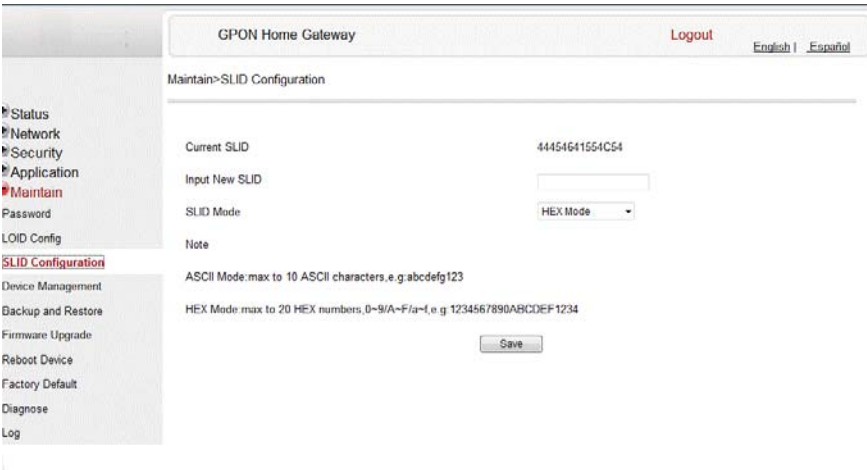 GPON Home Gateway
Logout
English | Español
Maintain>SLID Configuration
Status
Network
Security
Application
Maintain
Password
LOID Config
SLID Configuration
Device Management
Backup and Restore
Firmware Upgrade
Reboot Device
Factory Default
Diagnose
Log
Current SLID 44454641554C54
Input New SLID
SLID Mode HEX Mode
Note
ASCII Mode:max to 10 ASCII characters,e.g:abcdefg123
HEX Mode:max to 20 HEX numbers,0~9/A~F/a~f,e.g:1234567890ABCDEF1234
Save